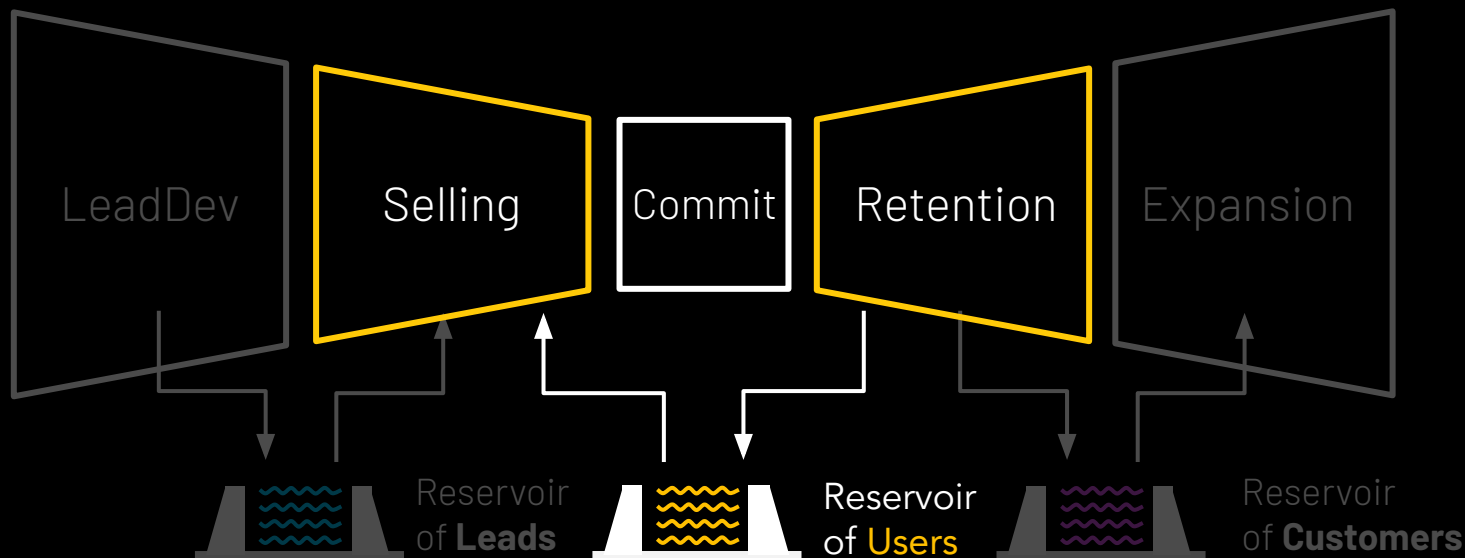 LeadDev
Selling
Commit
Retention
Expansion
Reservoir
of Leads
Reservoir
of Users
Reservoir
of Customers